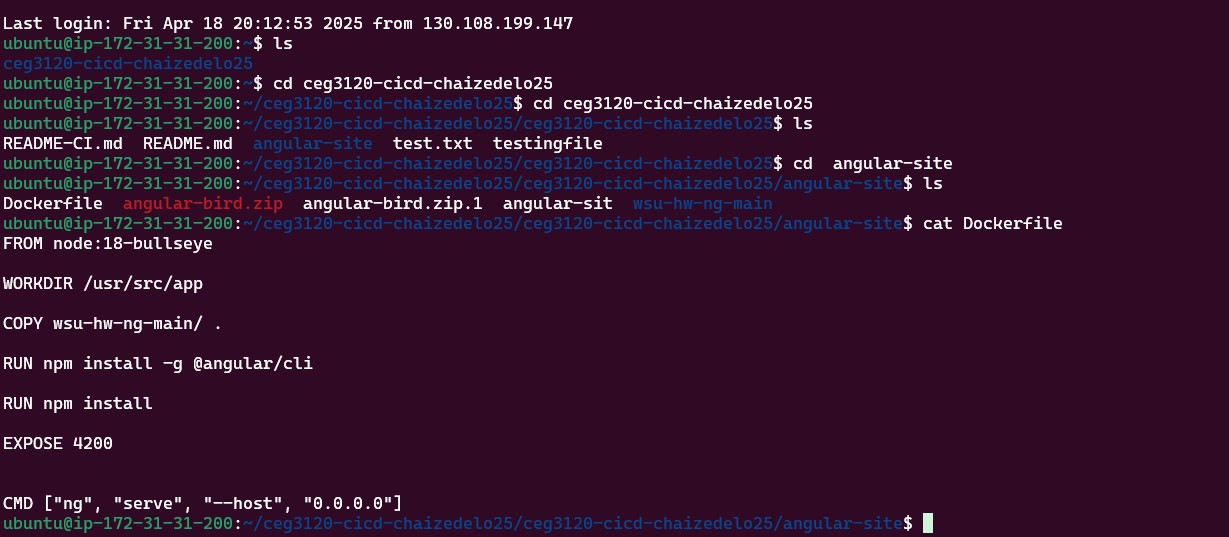 Last login: Fri Apr 18 20:12:53 2025 from 130.108.199.147
ubuntu@ip-172-31-31-200:~$ ls
ceg3120-cicd-chaizedelo25
ubuntu@ip-172-31-31-200:~$ cd ceg3120-cicd-chaizedelo25
ubuntu@ip-172-31-31-200:~/ceg3120-cicd-chaizedelo25$ cd ceg3120-cicd-chaizedelo25
ubuntu@ip-172-31-31-200:~/ceg3120-cicd-chaizedelo25/ceg3120-cicd-chaizedelo25$ ls
README-CI.md  README.md  angular-site  test.txt  testingfile
ubuntu@ip-172-31-31-200:~/ceg3120-cicd-chaizedelo25/ceg3120-cicd-chaizedelo25$ cd  angular-site
ubuntu@ip-172-31-31-200:~/ceg3120-cicd-chaizedelo25/ceg3120-cicd-chaizedelo25/angular-site$ ls
Dockerfile  angular-bird.zip  angular-bird.zip.1  angular-sit  wsu-hw-ng-main
ubuntu@ip-172-31-31-200:~/ceg3120-cicd-chaizedelo25/ceg3120-cicd-chaizedelo25/angular-site$ cat Dockerfile
FROM node:18-bullseye
WORKDIR /usr/src/app
COPY wsu-hw-ng-main/ .
RUN npm install -g @angular/cli
RUN npm install
EXPOSE 4200
CMD ["ng", "serve", "--host", "0.0.0.0"]
ubuntu@ip-172-31-31-200:~/ceg3120-cicd-chaizedelo25/ceg3120-cicd-chaizedelo25/angular-site$